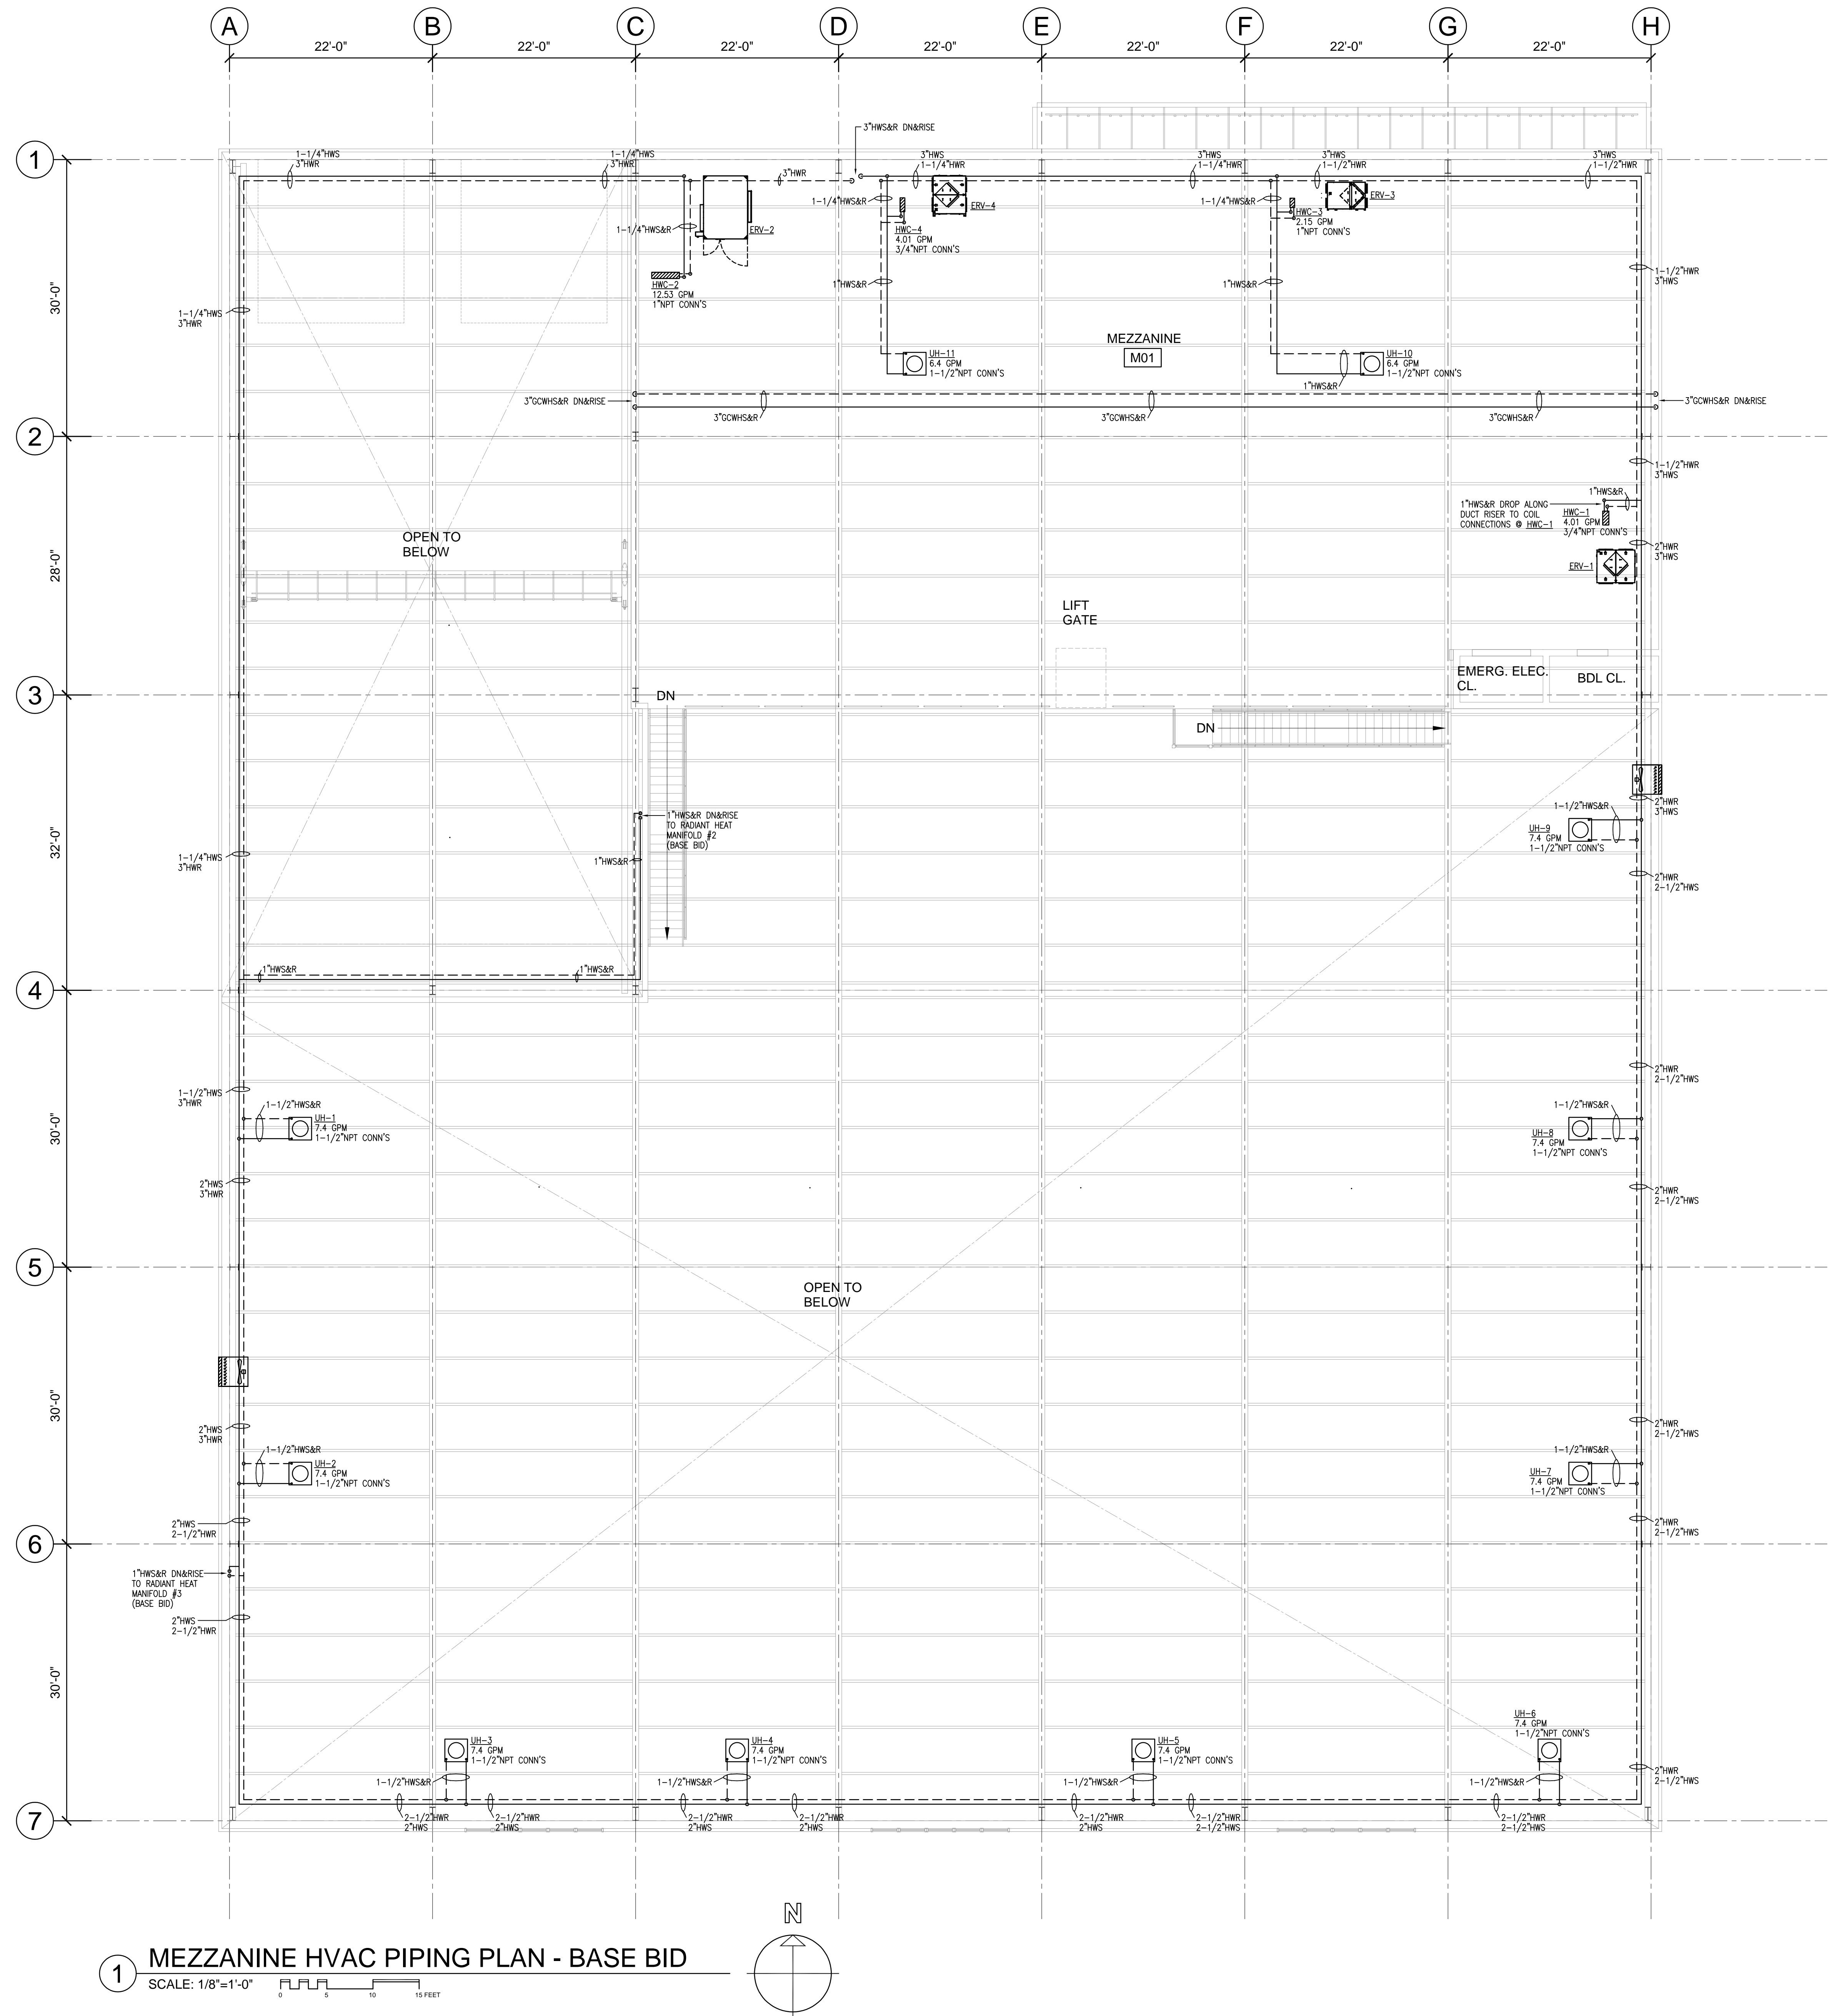 A
B
C
D
E
F
G
H
22'-0"
22'-0"
22'-0"
22'-0"
22'-0"
22'-0"
22'-0"
3"HWS&R DN&RISE
1
1-1/4"HWS
3"HWR
1-1/4"HWS
3"HWR
3"HWR
3"HWS
1-1/4"HWR
3"HWS
1-1/4"HWR
3"HWS
1-1/2"HWR
3"HWS
1-1/2"HWR
1-1/4"HWS&R
ERV-2
1-1/4"HWS&R
ERV-4
HWC-4
4.01 GPM
3/4"NPT CONN'S
1-1/4"HWS&R
ERV-3
HWC-3
2.15 GPM
1"NPT CONN'S
HWC-2
12.53 GPM
1"NPT CONN'S
1"HWS&R
1"HWS&R
1-1/2"HWR
3"HWS
30'-0"
1-1/4"HWS
3"HWR
MEZZANINE
M01
UH-11
6.4 GPM
1-1/2"NPT CONN'S
UH-10
6.4 GPM
1-1/2"NPT CONN'S
1"HWS&R
3"GCWHS&R DN&RISE
3"GCWHS&R
3"GCWHS&R
3"GCWHS&R
3"GCWHS&R DN&RISE
2
1-1/2"HWR
3"HWS
1"HWS&R
1"HWS&R DROP ALONG
DUCT RISER TO COIL
CONNECTIONS @ HWC-1
HWC-1
4.01 GPM
3/4"NPT CONN'S
28'-0"
OPEN TO
BELOW
2"HWR
3"HWS
ERV-1
LIFT
GATE
EMERG. ELEC.
CL.
BDL CL.
3
DN
DN
2"HWR
3"HWS
32'-0"
1-1/4"HWS
3"HWR
1"HWS&R DN&RISE
TO RADIANT HEAT
MANIFOLD #2
(BASE BID)
1"HWS&R
1-1/2"HWS&R
UH-9
7.4 GPM
1-1/2"NPT CONN'S
2"HWR
2-1/2"HWS
1"HWS&R
1"HWS&R
4
1-1/2"HWS
3"HWR
2"HWR
2-1/2"HWS
1-1/2"HWS&R
UH-1
7.4 GPM
1-1/2"NPT CONN'S
1-1/2"HWS&R
UH-8
7.4 GPM
1-1/2"NPT CONN'S
30'-0"
2"HWS
3"HWR
2"HWR
2-1/2"HWS
5
OPEN TO
BELOW
30'-0"
2"HWS
3"HWR
2"HWR
2-1/2"HWS
1-1/2"HWS&R
UH-2
7.4 GPM
1-1/2"NPT CONN'S
1-1/2"HWS&R
UH-7
7.4 GPM
1-1/2"NPT CONN'S
2"HWS
2-1/2"HWR
2"HWR
2-1/2"HWS
6
1"HWS&R DN&RISE
TO RADIANT HEAT
MANIFOLD #3
(BASE BID)
2"HWS
2-1/2"HWR
30'-0"
UH-3
7.4 GPM
1-1/2"NPT CONN'S
UH-4
7.4 GPM
1-1/2"NPT CONN'S
UH-5
7.4 GPM
1-1/2"NPT CONN'S
UH-6
7.4 GPM
1-1/2"NPT CONN'S
1-1/2"HWS&R
1-1/2"HWS&R
1-1/2"HWS&R
1-1/2"HWS&R
2"HWR
2-1/2"HWS
7
2-1/2"HWR
2"HWS
2-1/2"HWR
2"HWS
2-1/2"HWR
2"HWS
2-1/2"HWR
2"HWS
2-1/2"HWR
2"HWS
2-1/2"HWR
2-1/2"HWS
2-1/2"HWR
2-1/2"HWS
N
1
MEZZANINE HVAC PIPING PLAN - BASE BID
SCALE: 1/8"=1'-0"
0 5 10 15 FEET